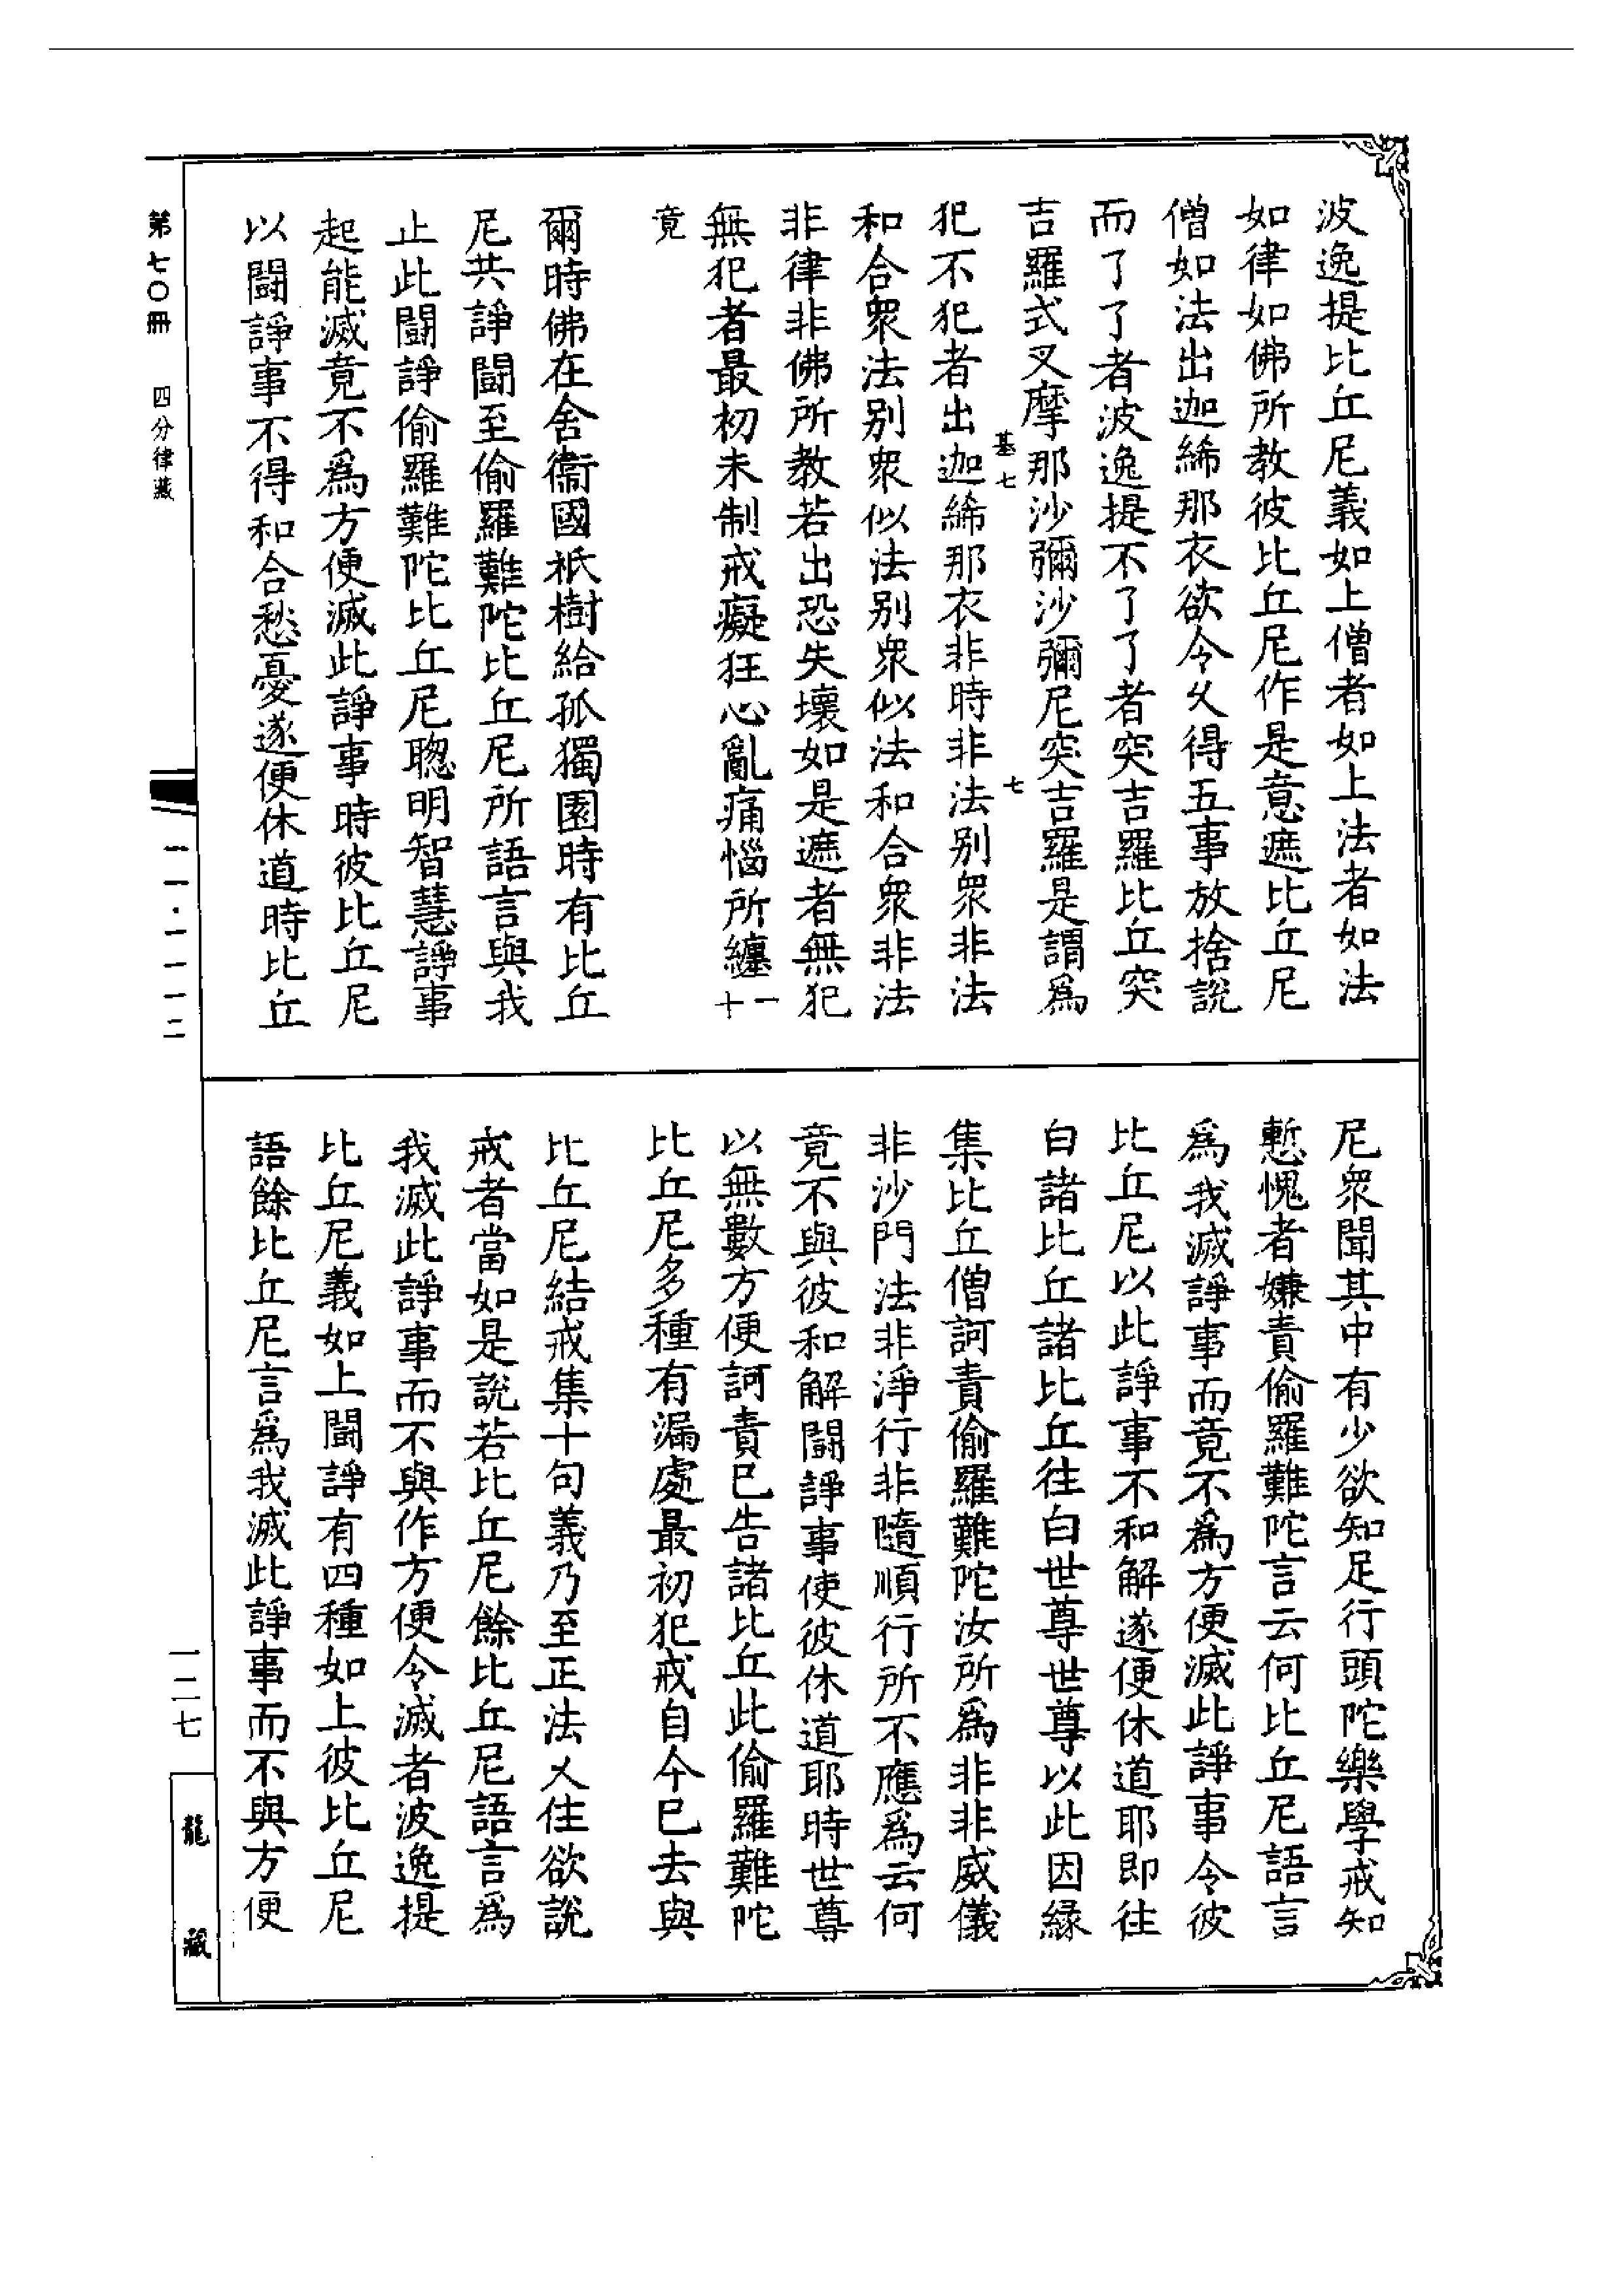 波逸提比丘尼義如上僧者如上法者如法
如律如佛所教彼比丘尼作是意遮比丘尼
僧如法出迦絺那衣欲令乆得五事放捨說
而了了者波逸提不了了者突吉羅比丘突
吉羅式叉摩那沙彌沙彌尼突吉羅是謂爲
基七 七
犯不犯者出迦絺那衣非時非法别衆非法
和合衆法别衆似法别衆似法和合衆非法
非律非佛所教若出恐失壞如是遮者無犯
無犯者最初未制戒癡狂心亂痛惱所纏一十
竟
爾時佛在舍衞國祇樹給孤獨園時有比丘
尼共諍鬪至偷羅難陀比丘尼所語言與我
止此鬪諍偷羅難陀比丘尼聰明智慧諍事
起能滅竟不爲方便滅此諍事時彼比丘尼
以鬪諍事不得和合愁憂遂便休道時比丘
尼衆聞其中有少欲知足行頭陀樂學戒知
慙愧者嫌責偷羅難陀言云何比丘尼語言
爲我滅諍事而竟不爲方便滅此諍事令彼
比丘尼以此諍事不和解遂便休道耶即往
白諸比丘諸比丘往白世尊世尊以此因緣
集比丘僧訶責偷羅難陀汝所爲非非威儀
非沙門法非淨行非隨順行所不應爲云何
竟不與彼和解鬪諍事使彼休道耶時世尊
以無數方便訶責巳告諸比丘此偷羅難陀
比丘尼多種有漏處最初犯戒自今巳去與
比丘尼結戒集十句義乃至正法乆住欲說
戒者當如是說若比丘尼餘比丘尼語言爲
我滅此諍事而不與作方便令滅者波逸提
比丘尼義如上鬪諍有四種如上彼比丘尼
語餘比丘尼言爲我滅此諍事而不與方便
第七〇冊 四分律藏
一一·一一一二
一二七
龍藏